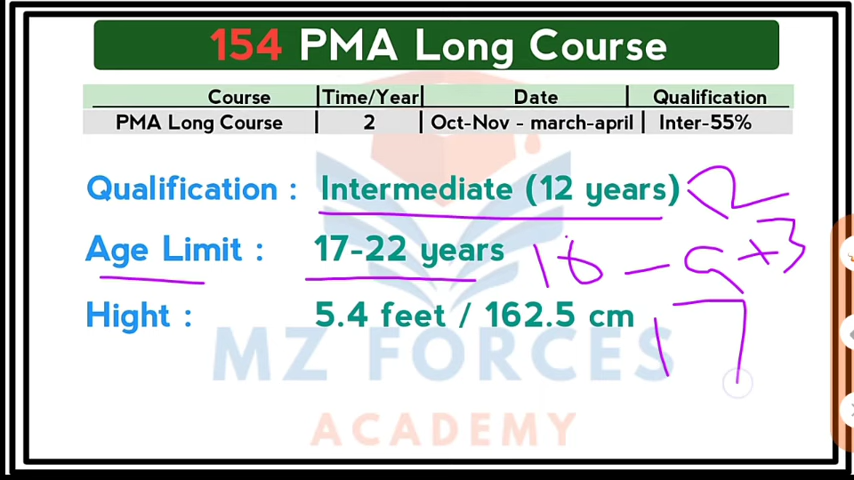 154 PMA Long Course
Course Time/Year Date Qualification
PMA Long Course 2 Oct-Nov - march-april Inter-55%
Qualification : Intermediate (12 years)
Age Limit : 17-22 years
Hight : 5.4 feet / 162.5 cm
17
MZ FORCES
ACADEMY